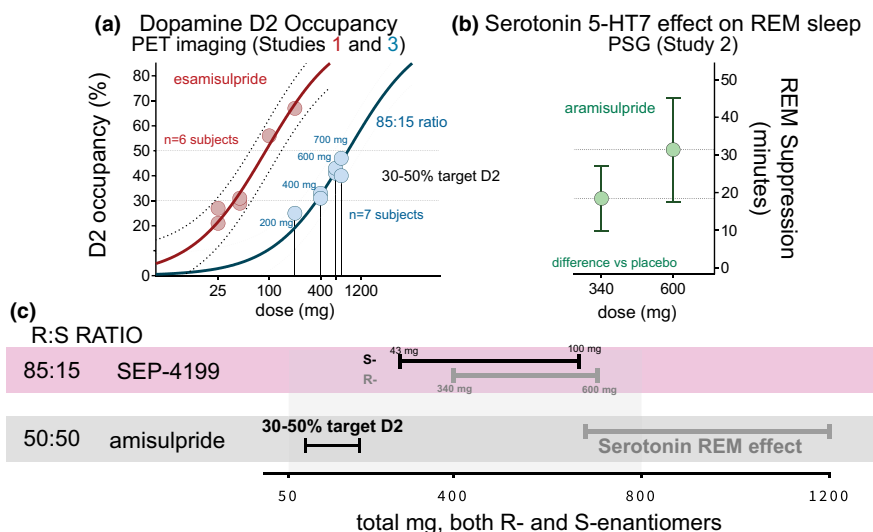 (a) Dopamine D2 Occupancy
PET imaging (Studies 1 and 3)
D2 occupancy (%)
80
70
60
50
40
30
20
0
esamisulpride
n=6 subjects
85:15 ratio
700 mg
600 mg
400 mg
200 mg
30-50% target D2
n=7 subjects
25
100
400
1200
dose (mg)
(b) Serotonin 5-HT7 effect on REM sleep
PSG (Study 2)
aramisulpride
difference vs placebo
50
40
30
20
10
0
REM Suppression
(minutes)
340
600
dose (mg)
(c)
R:S RATIO
85:15 SEP-4199
S-
43 mg
100 mg
R-
340 mg
600 mg
50:50 amisulpride
30-50% target D2
Serotonin REM effect
50
400
800
1200
total mg, both R- and S-enantiomers